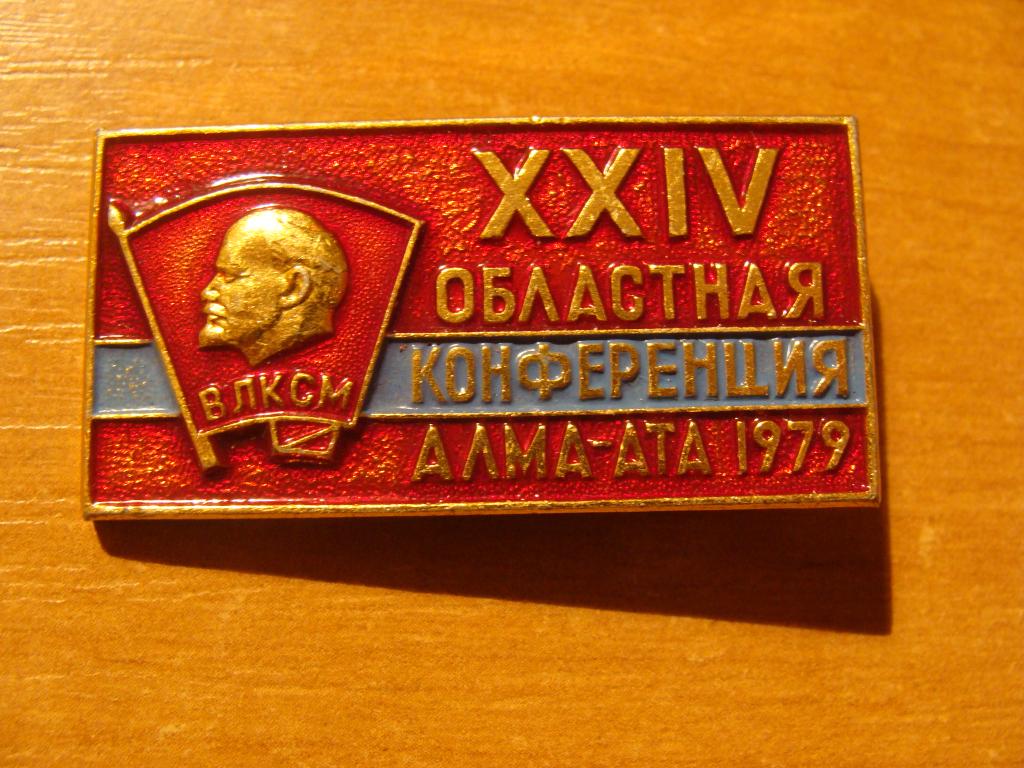 XXIV
ОБЛАСТНАЯ
КОНФЕРЕНЦИЯ
АЛМА-АТА 1979
ВЛКСМ